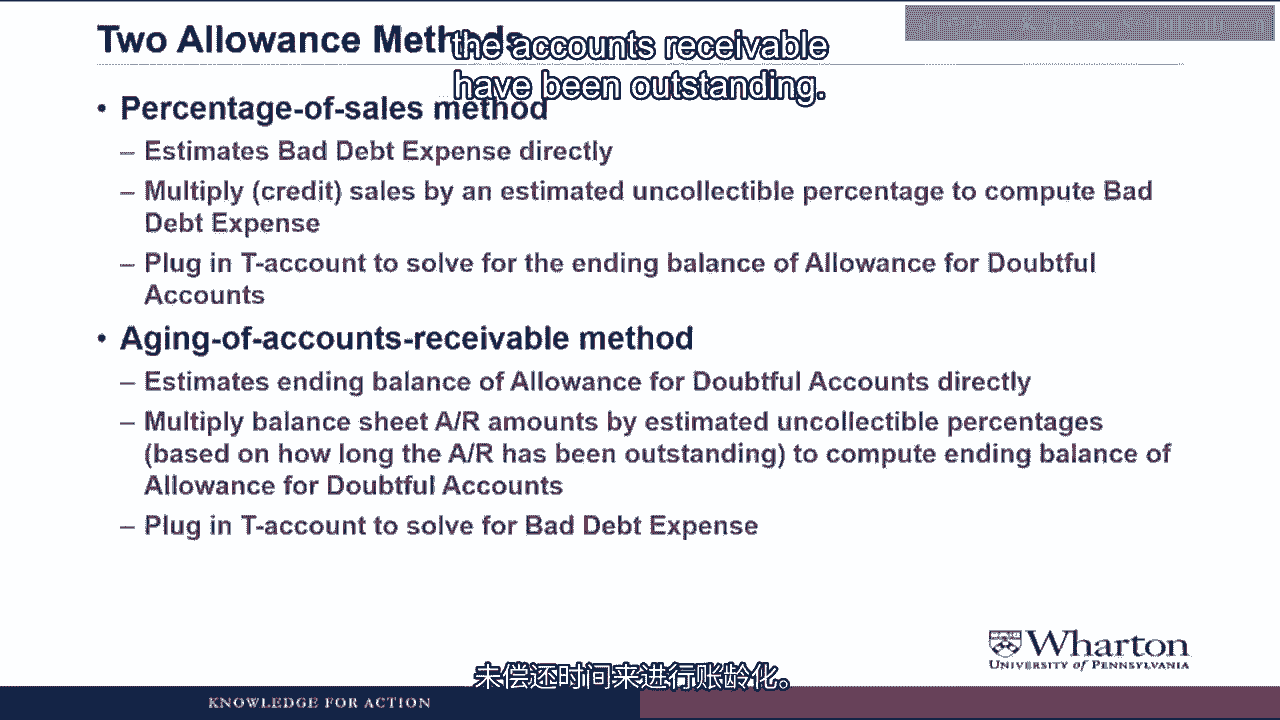 Two Allowance Methods
the accounts receivable
have been outstanding.
• Percentage-of-sales method
– Estimates Bad Debt Expense directly
– Multiply (credit) sales by an estimated uncollectible percentage to compute Bad
Debt Expense
– Plug in T-account to solve for the ending balance of Allowance for Doubtful
Accounts
• Aging-of-accounts-receivable method
– Estimates ending balance of Allowance for Doubtful Accounts directly
– Multiply balance sheet A/R amounts by estimated uncollectible percentages
(based on how long the A/R has been outstanding) to compute ending balance of
Allowance for Doubtful Accounts
– Plug in T-account to solve for Bad Debt Expense
Wharton
UNIVERSITY of PENNSYLVANIA
未偿还时间来进行账龄化。
KNOWLEDGE FOR ACTION